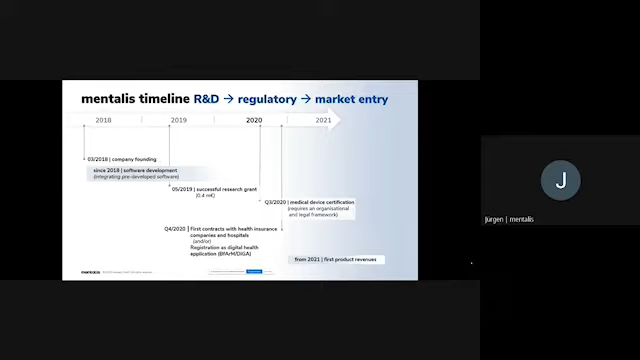 mentalis timeline R&D → regulatory → market entry
2018 2019 2020 2021
03/2018 | company founding
since 2018 | software development
(integrating pre-developed software)
05/2019 | successful research grant
(0.4 m€)
Q3/2020 | medical device certification
(requires an organisational
and legal framework)
Q4/2020 | First contracts with health insurance
companies and hospitals
(and/or)
Registration as digital health
application (BfArM/DiGA)
from 2021 | first product revenues
mentalis
J
Jürgen | mentalis